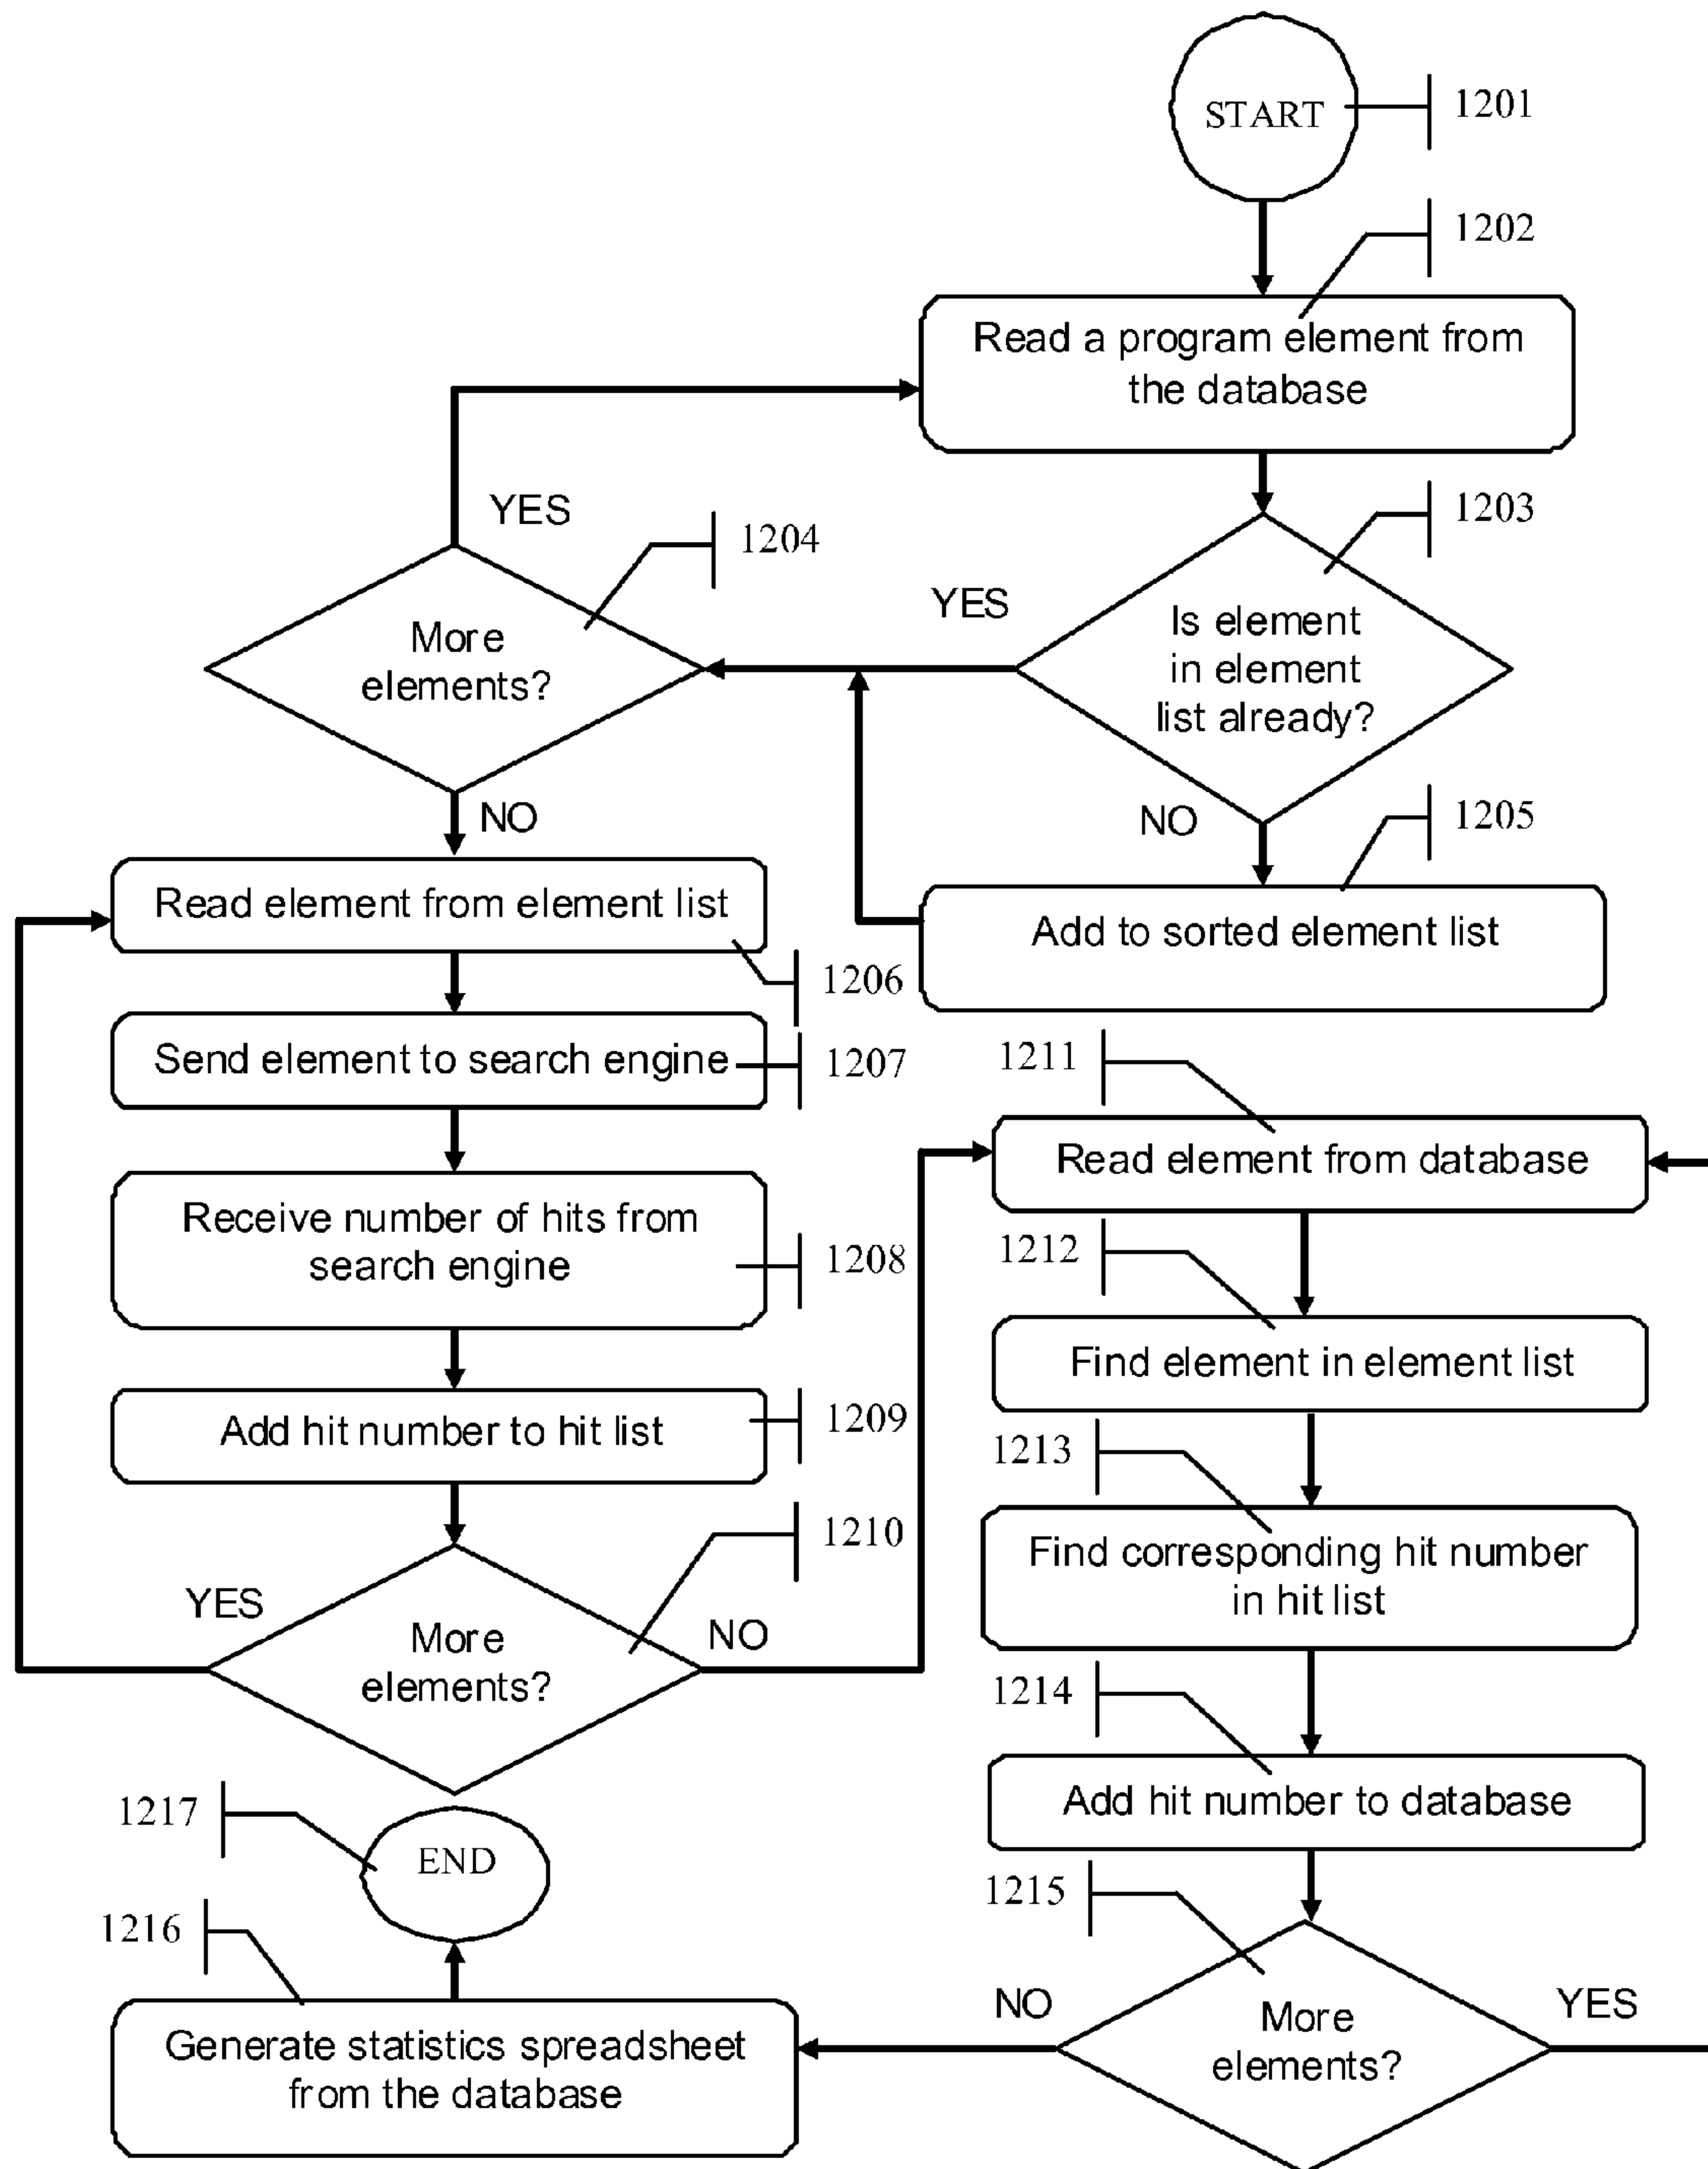 START
1201
1202
Read a program element from
the database
YES
1204
1203
More
elements?
YES
Is element
in element
list already?
NO
NO
1205
Read element from element list
1206
Add to sorted element list
Send element to search engine
1207
1211
Read element from database
Receive number of hits from
search engine
1208
1212
Find element in element list
Add hit number to hit list
1209
1213
1210
Find corresponding hit number
in hit list
YES
More
elements?
NO
1214
Add hit number to database
1217
END
1215
1216
Generate statistics spreadsheet
from the database
NO
More
elements?
YES